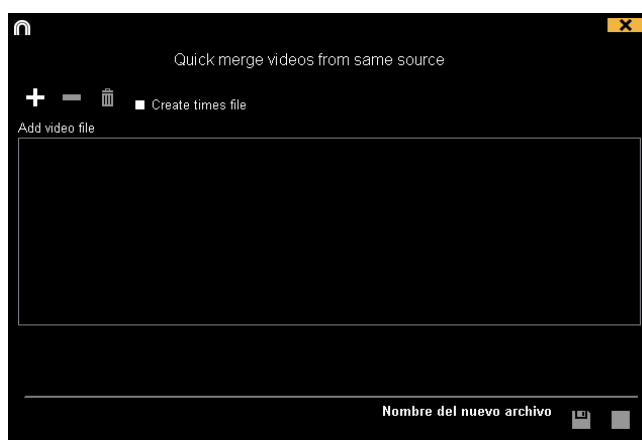 Quick merge videos from same source
Create times file
Add video file
Nombre del nuevo archivo